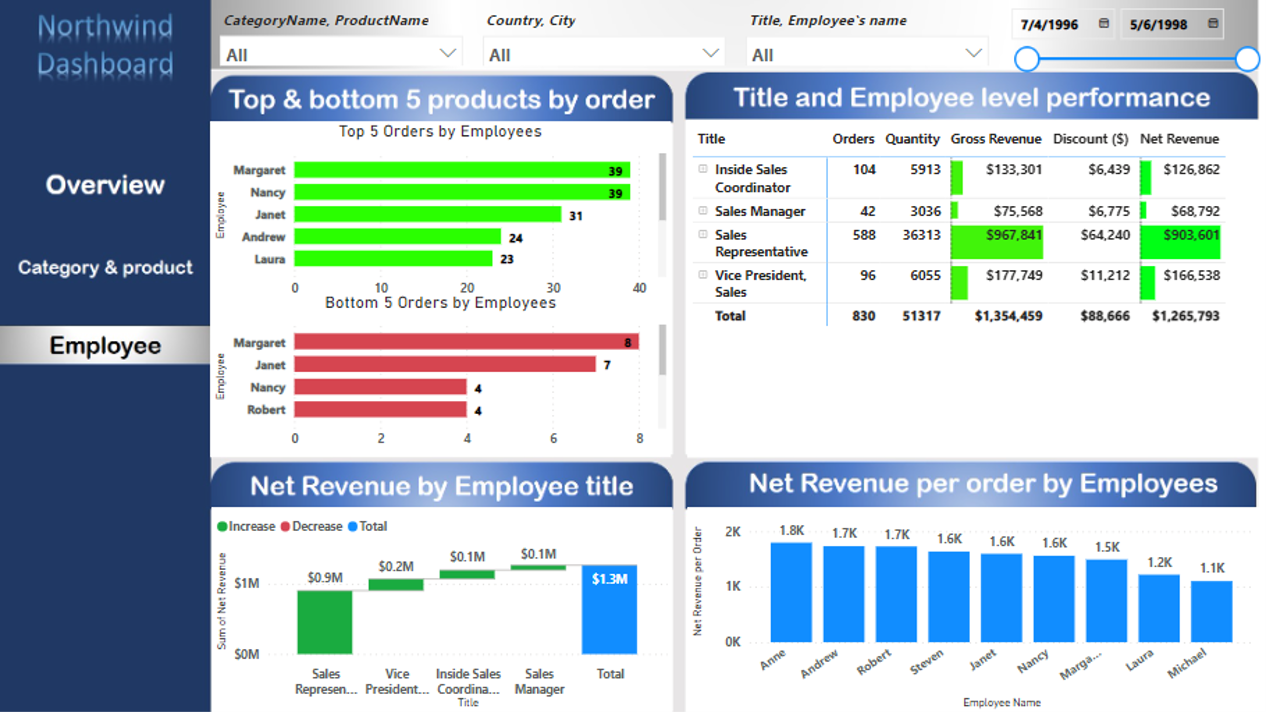 Northwind
Dashboard
Overview
Category & product
Employee
CategoryName, ProductName
All
Country, City
All
Title, Employee's name
All
7/4/1996
5/6/1998
Top & bottom 5 products by order
Top 5 Orders by Employees
Employee
Margaret 39
Nancy 39
Janet 31
Andrew 24
Laura 23
0 10 20 30 40
Bottom 5 Orders by Employees
Employee
Margaret 8
Janet 7
Nancy 4
Robert 4
0 2 4 6 8
Title and Employee level performance
Title Orders Quantity Gross Revenue Discount ($) Net Revenue
Inside Sales 104 5913 $133,301 $6,439 $126,862
Coordinator
Sales Manager 42 3036 $75,568 $6,775 $68,792
Sales 588 36313 $967,841 $64,240 $903,601
Representative
Vice President, 96 6055 $177,749 $11,212 $166,538
Sales
Total 830 51317 $1,354,459 $88,666 $1,265,793
Net Revenue by Employee title
Increase Decrease Total
Sum of Net Revenue
$1M
$0M
$0.9M $0.2M $0.1M $0.1M $1.3M
Sales Vice Inside Sales Sales Total
Represen... President... Coordina... Manager
Title
Net Revenue per order by Employees
Net Revenue per Order
2K
1K
0K
1.8K 1.7K 1.7K 1.6K 1.6K 1.6K 1.5K 1.2K 1.1K
Anne Andrew Robert Steven Janet Nancy Marga... Laura Michael
Employee Name